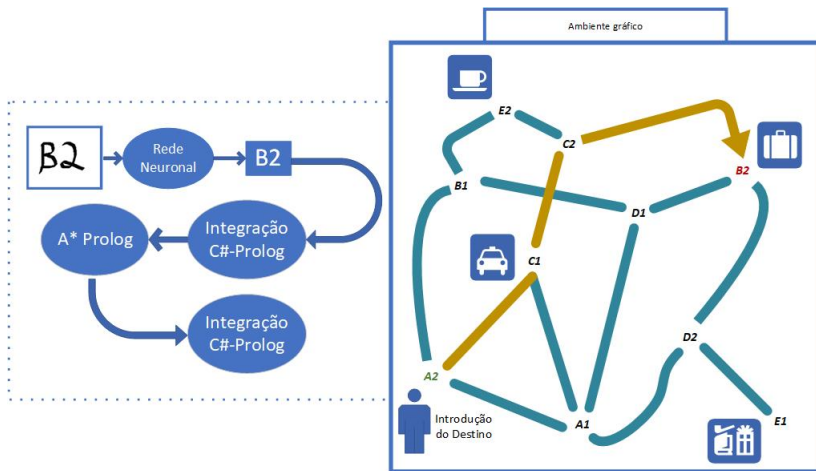 Ambiente gráfico
B2
Rede
Neuronal
B2
Integração
C#-Prolog
A* Prolog
Integração
C#-Prolog
E2
C2
B2
B1
D1
C1
D2
A2
A1
E1
Introdução
do Destino